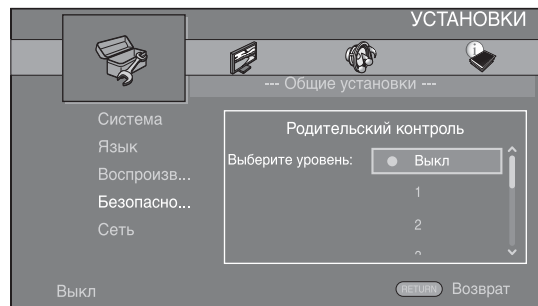 УСТАНОВКИ
--- Общие установки ---
Система
Язык
Воспроизв...
Безопасно...
Сеть
Родительский контроль
Выберите уровень:
Выкл
1
2
Выкл
RETURN Возврат